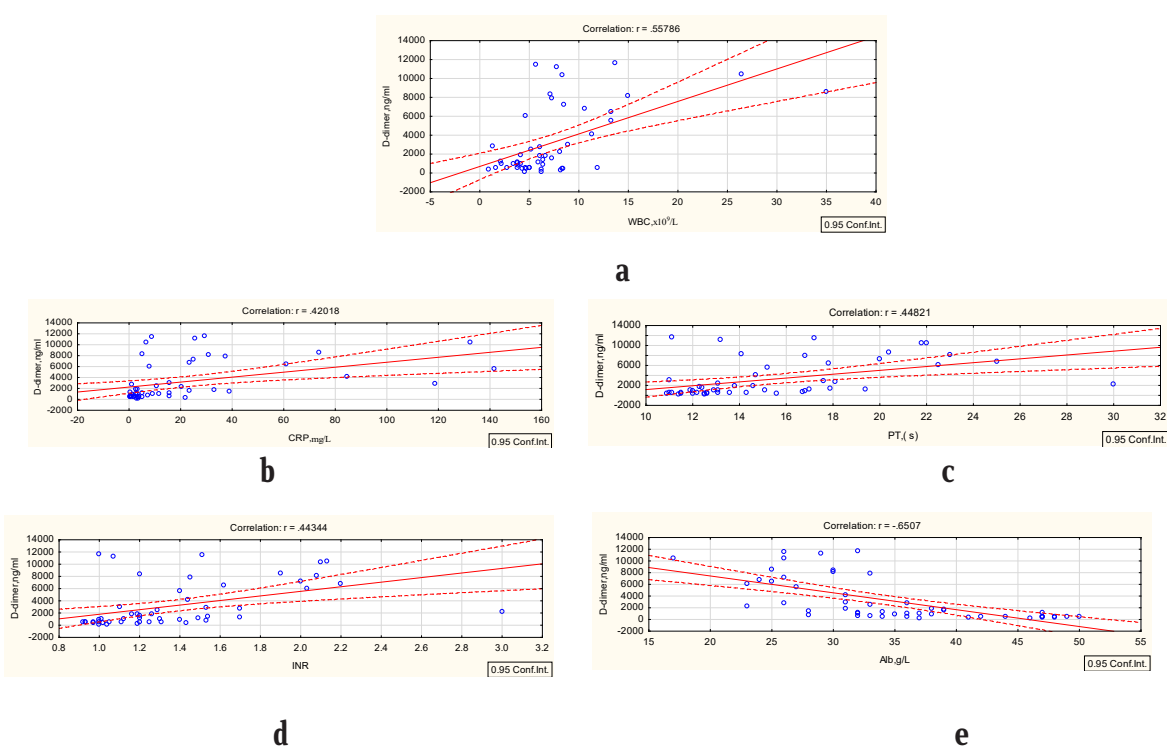 Correlation: r = .55786
14000
12000
10000
8000
6000
4000
2000
0
-2000
D-dimer,ng/ml
-5 0 5 10 15 20 25 30 35 40
WBC,x10⁹/L
0.95 Conf.Int.
a
Correlation: r = .42018
14000
12000
10000
8000
6000
4000
2000
0
-2000
D-dimer,ng/ml
-20 0 20 40 60 80 100 120 140 160
CRP,mg/L
0.95 Conf.Int.
b
Correlation: r = .44821
14000
12000
10000
8000
6000
4000
2000
0
-2000
D-dimer,ng/ml
10 12 14 16 18 20 22 24 26 28 30 32
PT,( s)
0.95 Conf.Int.
c
Correlation: r = .44344
14000
12000
10000
8000
6000
4000
2000
0
-2000
D-dimer,ng/ml
0.8 1.0 1.2 1.4 1.6 1.8 2.0 2.2 2.4 2.6 2.8 3.0 3.2
INR
0.95 Conf.Int.
d
Correlation: r = -.6507
14000
12000
10000
8000
6000
4000
2000
0
-2000
D-dimer,ng/ml
15 20 25 30 35 40 45 50 55
Alb,g/L
0.95 Conf.Int.
e